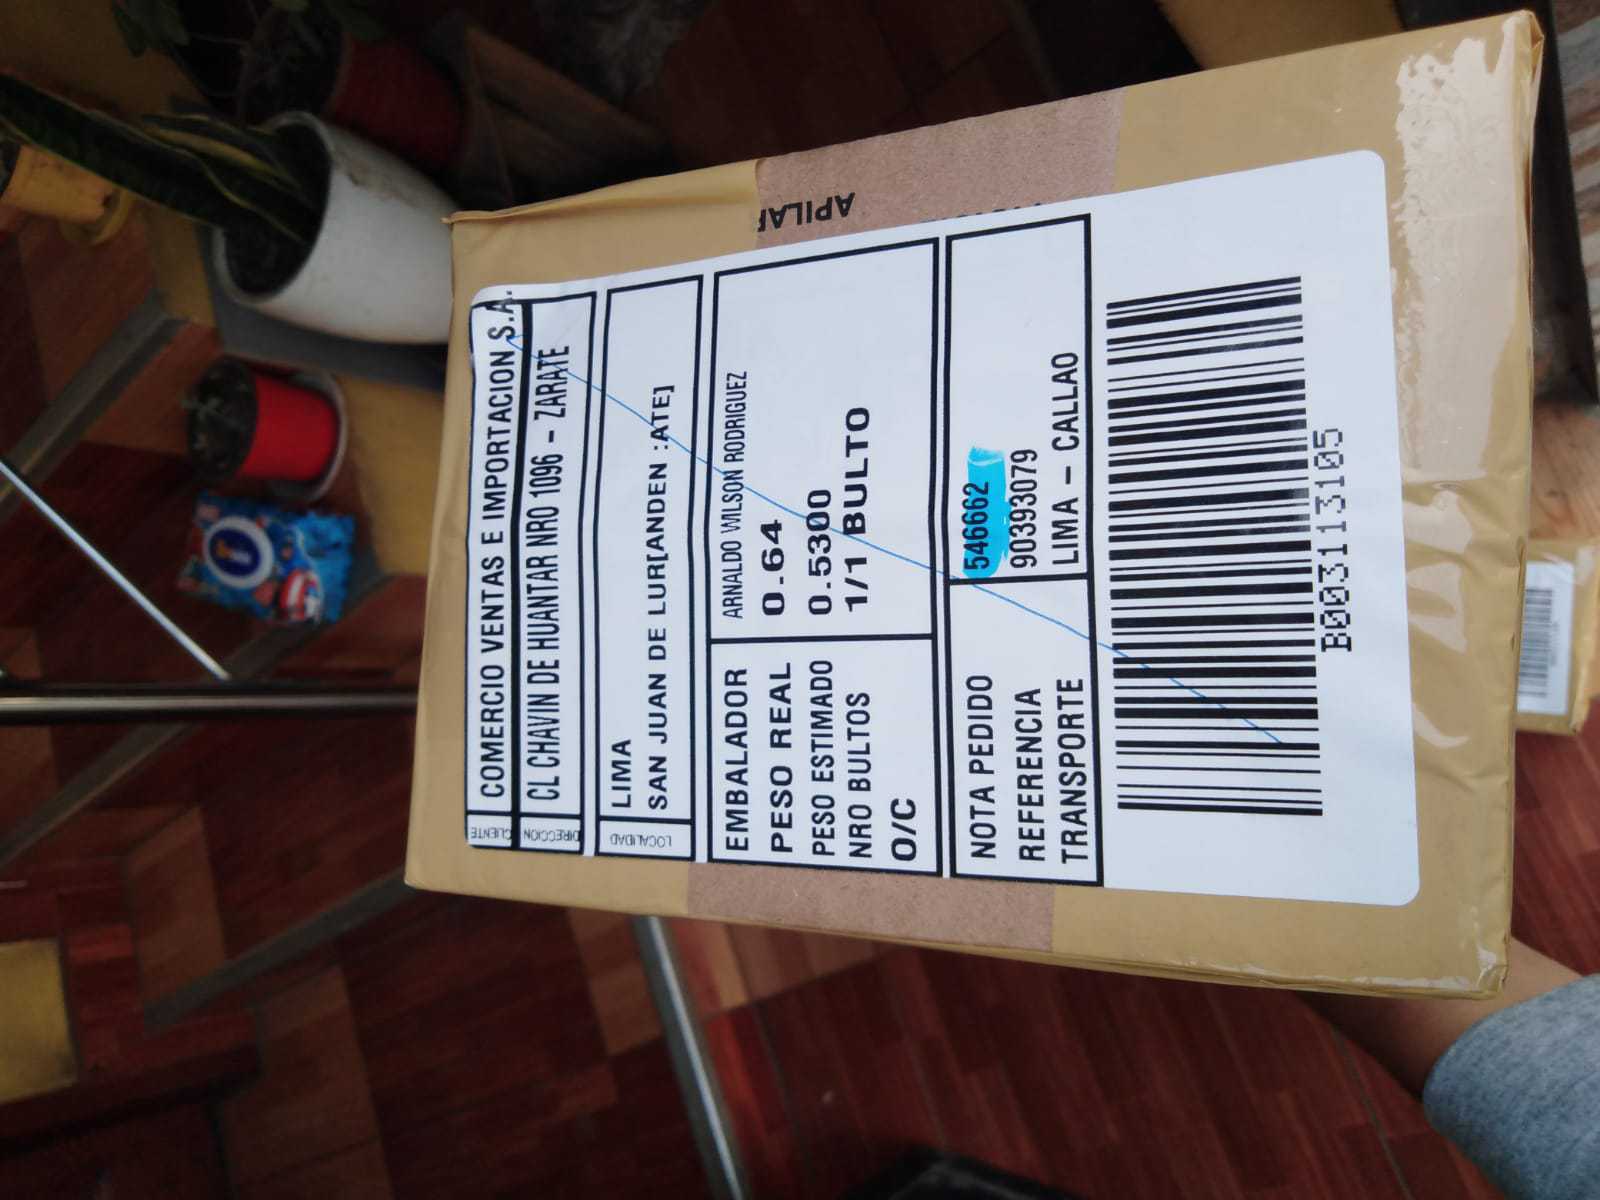 CLIENTE COMERCIO VENTAS E IMPORTACION S.A.
DIRECCION CL CHAVIN DE HUANTAR NRO 1096 - ZARATE
LOCALIDAD LIMA
SAN JUAN DE LUR[ANDEN :ATE]
EMBALADOR ARNALDO WILSON RODRIGUEZ
PESO REAL 0.64
PESO ESTIMADO 0.5300
NRO BULTOS 1/1 BULTO
O/C
NOTA PEDIDO 546662
REFERENCIA 90393079
TRANSPORTE LIMA - CALLAO
B003113105